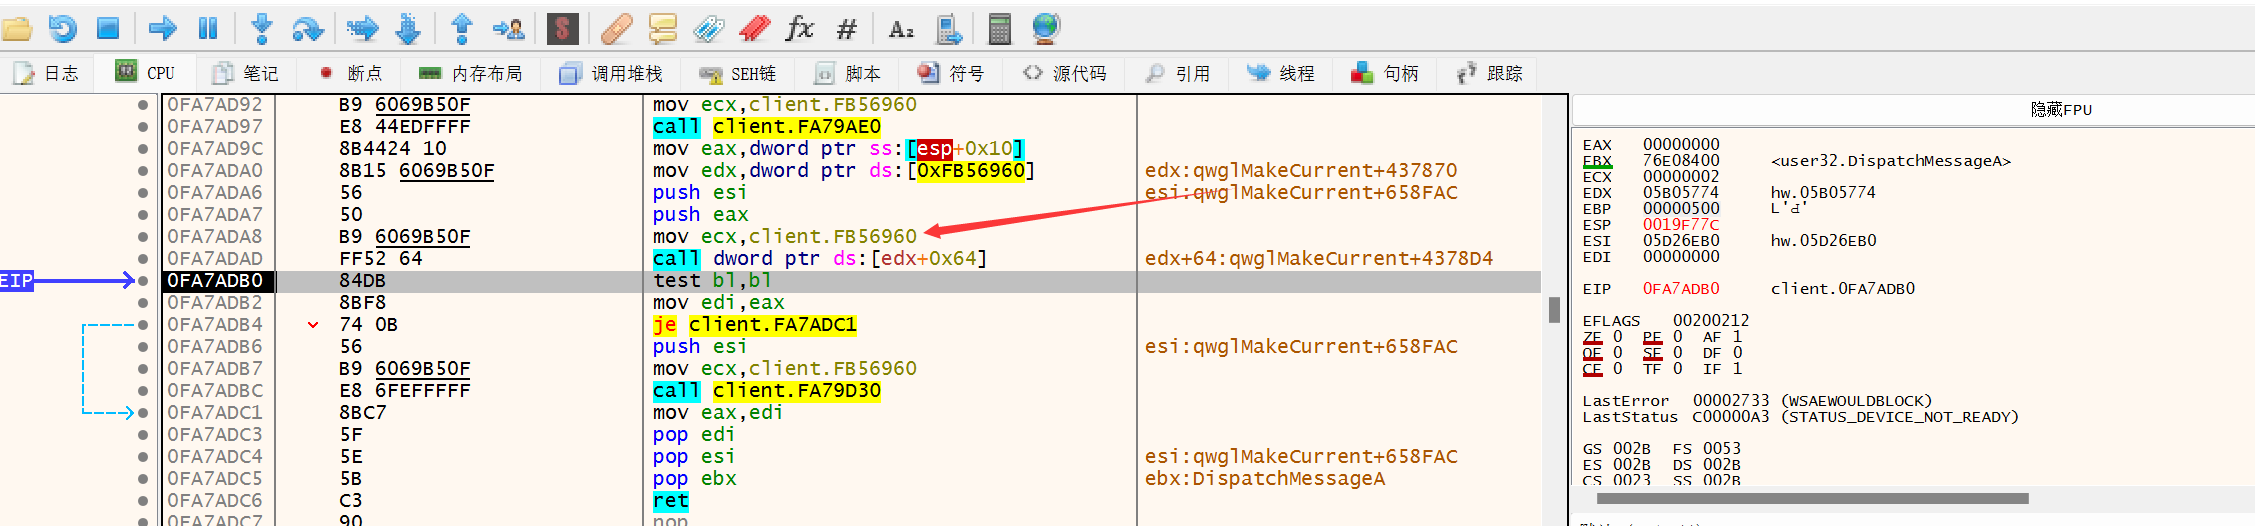 fx # A₂
日志 CPU 笔记 断点 内存布局 调用堆栈 SEH链 脚本 符号 源代码 引用 线程 句柄 跟踪
0FA7AD92 B9 6069B50F mov ecx,client.FB56960
0FA7AD97 E8 44EDFFFF call client.FA79AE0
0FA7AD9C 8B4424 10 mov eax,dword ptr ss:[esp+0x10]
0FA7ADA0 8B15 6069B50F mov edx,dword ptr ds:[0xFB56960] edx:qwglMakeCurrent+437870
0FA7ADA6 56 push esi esi:qwglMakeCurrent+658FAC
0FA7ADA7 50 push eax
0FA7ADA8 B9 6069B50F mov ecx,client.FB56960
0FA7ADAD FF52 64 call dword ptr ds:[edx+0x64] edx+64:qwglMakeCurrent+4378D4
EIP 0FA7ADB0 84DB test bl,bl
0FA7ADB2 8BF8 mov edi,eax
0FA7ADB4 74 0B je client.FA7ADC1
0FA7ADB6 56 push esi esi:qwglMakeCurrent+658FAC
0FA7ADB7 B9 6069B50F mov ecx,client.FB56960
0FA7ADBC E8 6FEFFFFF call client.FA79D30
0FA7ADC1 8BC7 mov eax,edi
0FA7ADC3 5F pop edi
0FA7ADC4 5E pop esi esi:qwglMakeCurrent+658FAC
0FA7ADC5 5B pop ebx ebx:DispatchMessageA
0FA7ADC6 C3 ret
0FA7ADC7 90 nop
隐藏FPU
EAX 00000000
EBX 76E08400 <user32.DispatchMessageA>
ECX 00000002
EDX 05B05774 hw.05B05774
EBP 00000500
ESP 0019F77C
ESI 05D26EB0 hw.05D26EB0
EDI 00000000
EIP 0FA7ADB0 client.0FA7ADB0
EFLAGS 00200212
ZF 0 PF 0 AF 1
OF 0 SF 0 DF 0
CF 0 TF 0 IF 1
LastError 00002733 (WSAEWOULDBLOCK)
LastStatus C00000A3 (STATUS_DEVICE_NOT_READY)
GS 002B FS 0053
ES 002B DS 002B
CS 0023 SS 002B